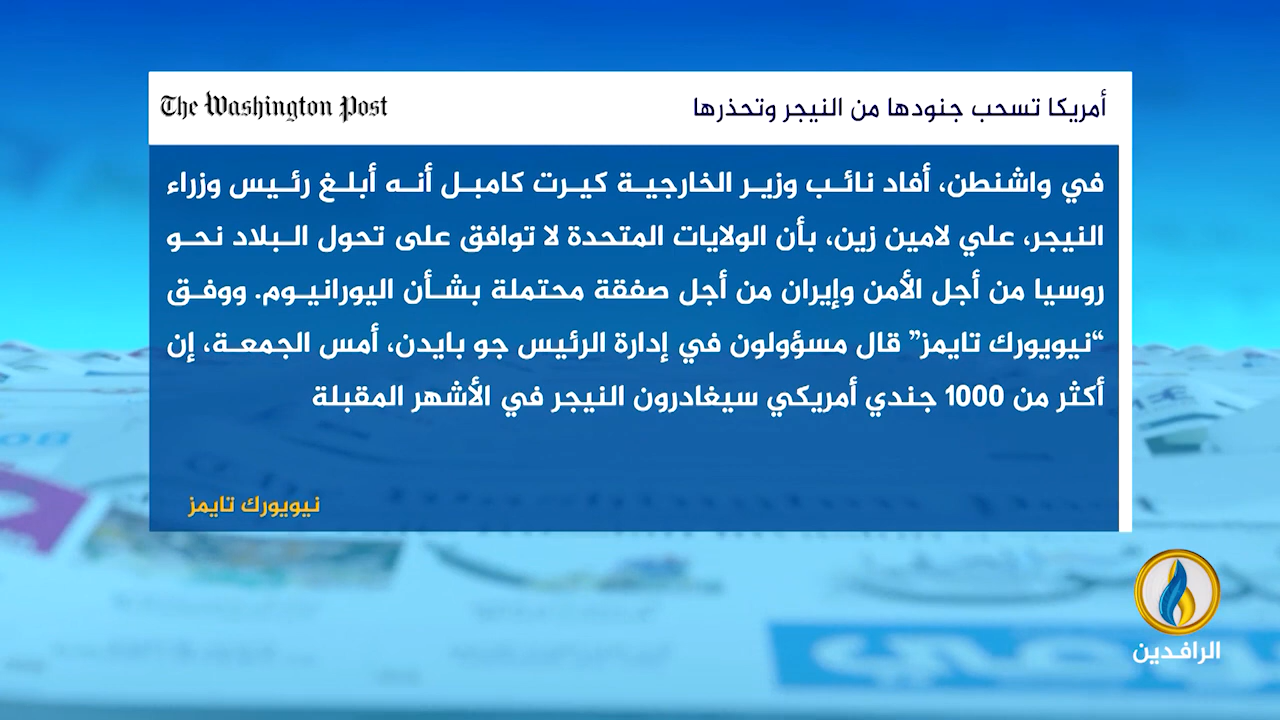 The Washington Post
أمريكا تسحب جنودها من النيجر وتحذرها
في واشنطن، أفاد نائب وزير الخارجية كيرت كامبل أنه أبلغ رئيس وزراء
النيجر، علي لامين زين، بأن الولايات المتحدة لا توافق على تحول البلاد نحو
روسيا من أجل الأمن وإيران من أجل صفقة محتملة بشأن اليورانيوم. ووفق
“نيويورك تايمز” قال مسؤولون في إدارة الرئيس جو بايدن، أمس الجمعة، إن
أكثر من 1000 جندي أمريكي سيغادرون النيجر في الأشهر المقبلة
نيويورك تايمز
الرافدين